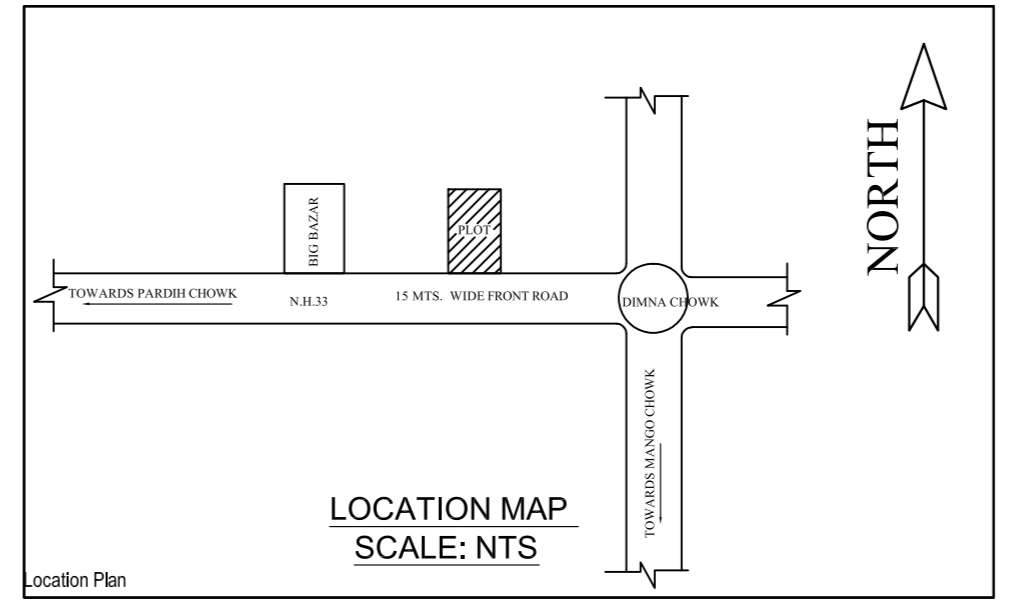 NORTH
BIG BAZAR
PLOT
TOWARDS PARDIH CHOWK
N.H.33
15 MTS. WIDE FRONT ROAD
DIMNA CHOWK
TOWARDS MANGO CHOWK
LOCATION MAP
SCALE: NTS
Location Plan